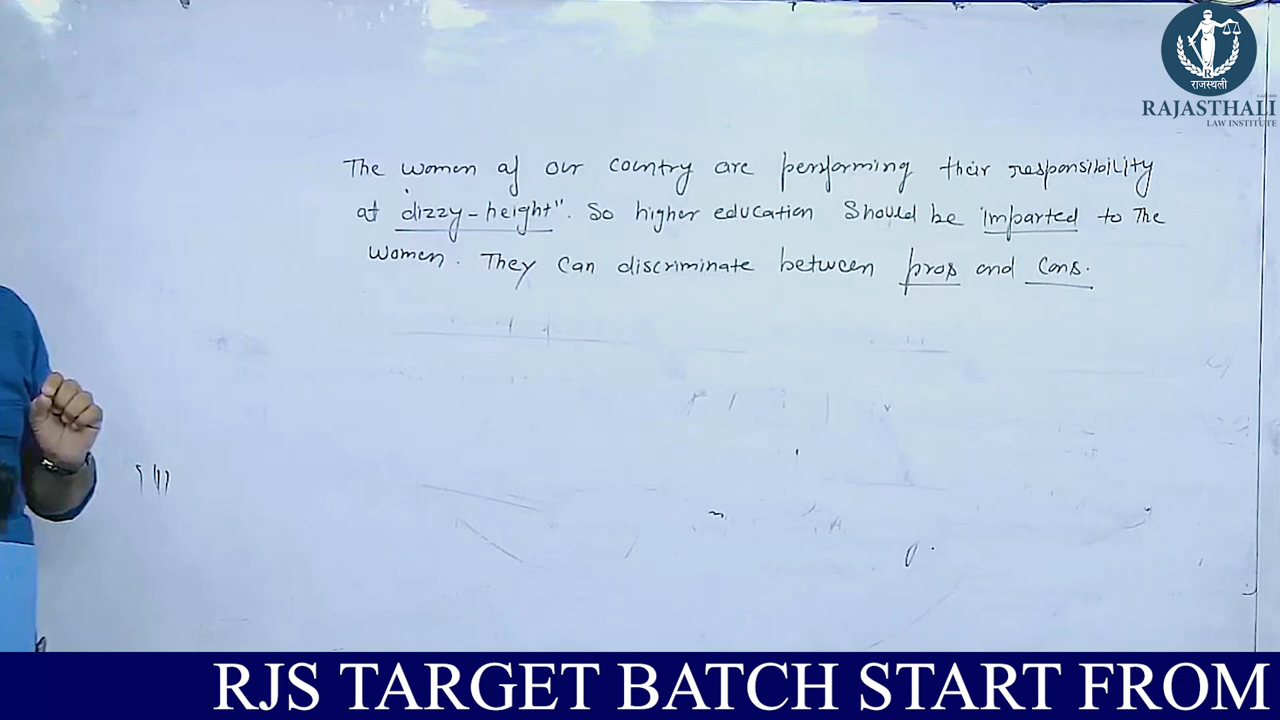 राजस्थली
RAJASTHALI
LAW INSTITUTE
The women of our country are performing their responsibility
at "dizzy-height". So higher education should be imparted to the
women. They can discriminate between pros and cons.
RJS TARGET BATCH START FROM